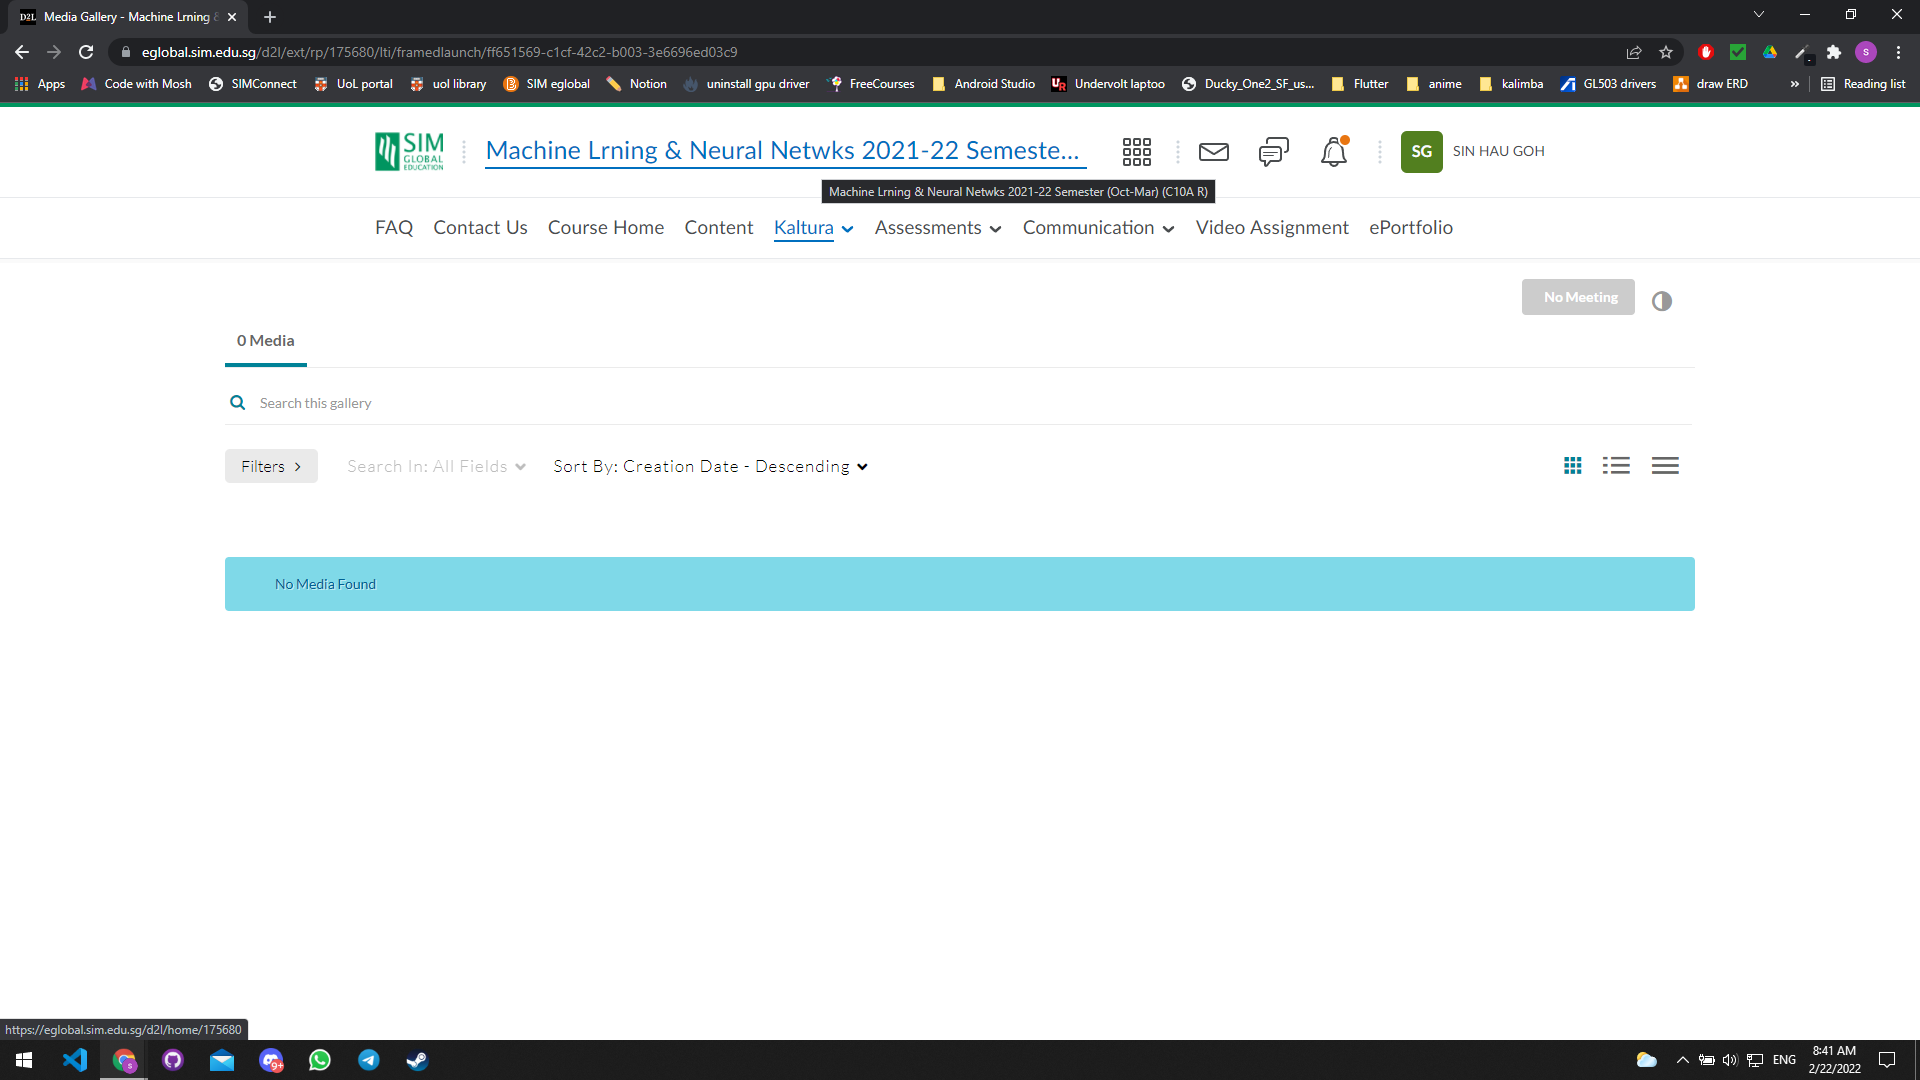 D2L Media Gallery - Machine Lrning &
eglobal.sim.edu.sg/d2l/ext/rp/175680/lti/framedlaunch/ff651569-c1cf-42c2-b003-3e6696ed03c9
S
Apps Code with Mosh SIMConnect UoL portal uol library SIM eglobal Notion uninstall gpu driver FreeCourses Android Studio UR Undervolt laptoo Ducky_One2_SF_us... Flutter anime kalimba GL503 drivers draw ERD » Reading list
SIM
GLOBAL
EDUCATION
Machine Lrning & Neural Netwks 2021-22 Semeste...
SG SIN HAU GOH
Machine Lrning & Neural Netwks 2021-22 Semester (Oct-Mar) (C10A R)
FAQ Contact Us Course Home Content Kaltura Assessments Communication Video Assignment ePortfolio
No Meeting
0 Media
Search this gallery
Filters Search In: All Fields Sort By: Creation Date - Descending
No Media Found
https://eglobal.sim.edu.sg/d2l/home/175680
S
9+
ENG
8:41 AM
2/22/2022